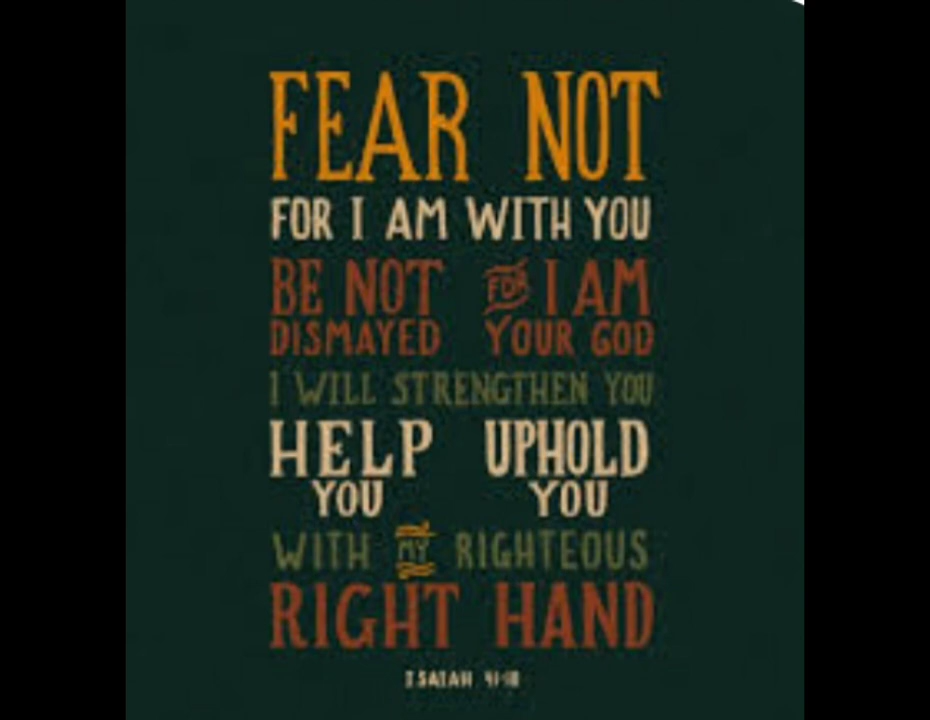 FEAR NOT
FOR I AM WITH YOU
BE NOT FOR I AM
DISMAYED YOUR GOD
I WILL STRENGTHEN YOU
HELP UPHOLD
YOU YOU
WITH MY RIGHTEOUS
RIGHT HAND
ISAIAH 41:10